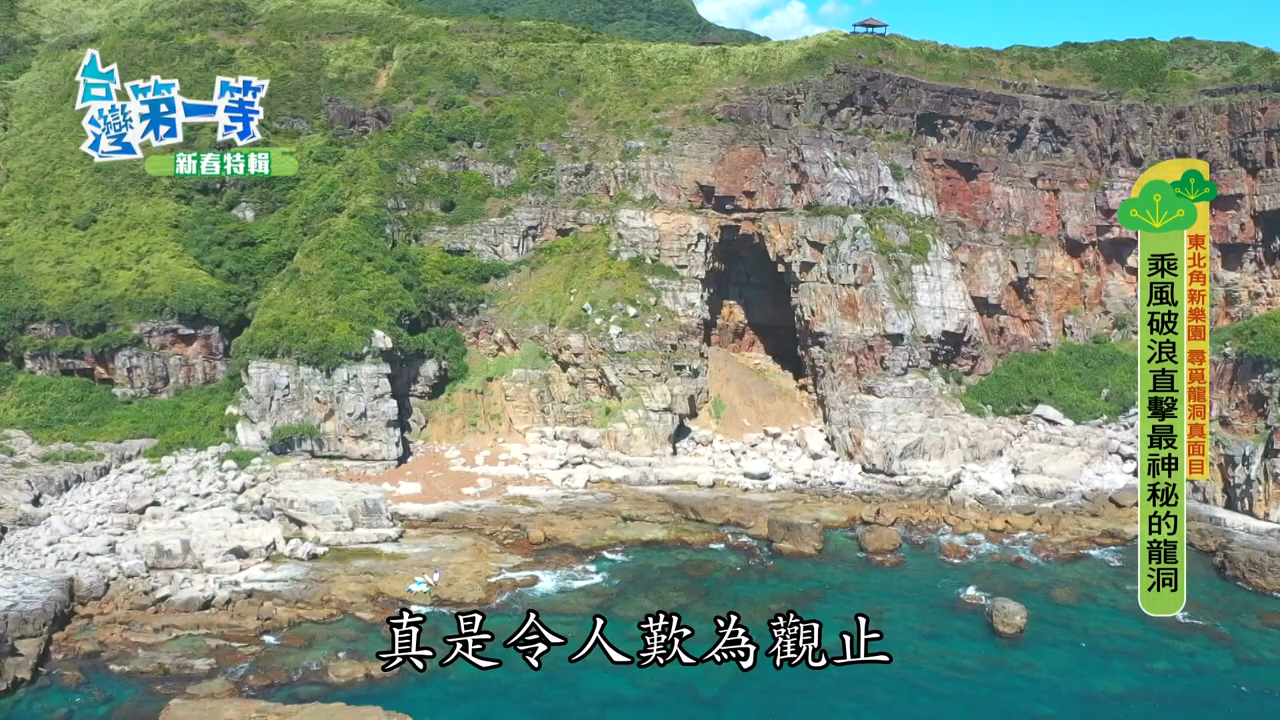 台灣第一等
新春特輯
東北角新樂園 尋覓龍洞真面目
乘風破浪直擊最神秘的龍洞
真是令人歎為觀止